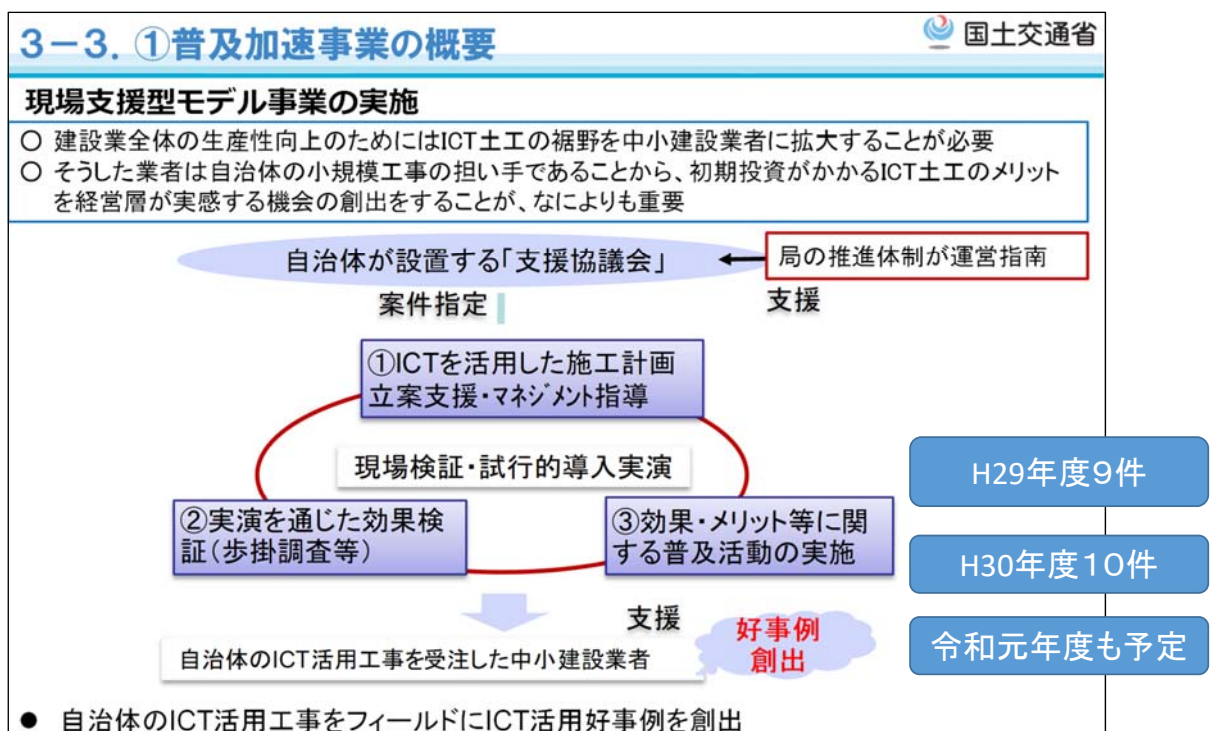 3－3. ①普及加速事業の概要
国土交通省
現場支援型モデル事業の実施
○ 建設業全体の生産性向上のためにはICT土工の裾野を中小建設業者に拡大することが必要
○ そうした業者は自治体の小規模工事の担い手であることから、初期投資がかかるICT土工のメリット
を経営層が実感する機会の創出をすることが、なによりも重要
自治体が設置する「支援協議会」
局の推進体制が運営指南
案件指定
支援
①ICTを活用した施工計画
立案支援・マネジメント指導
現場検証・試行的導入実演
②実演を通じた効果検
証（歩掛調査等）
③効果・メリット等に関
する普及活動の実施
H29年度９件
H30年度１０件
令和元年度も予定
支援
好事例
創出
自治体のICT活用工事を受注した中小建設業者
● 自治体のICT活用工事をフィールドにICT活用好事例を創出